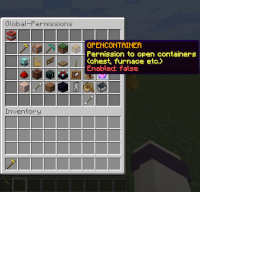 Global-Permissions
OPENCONTAINER
Permission to open containers
(chest, furnace etc.)
Enabled: false
Inventory